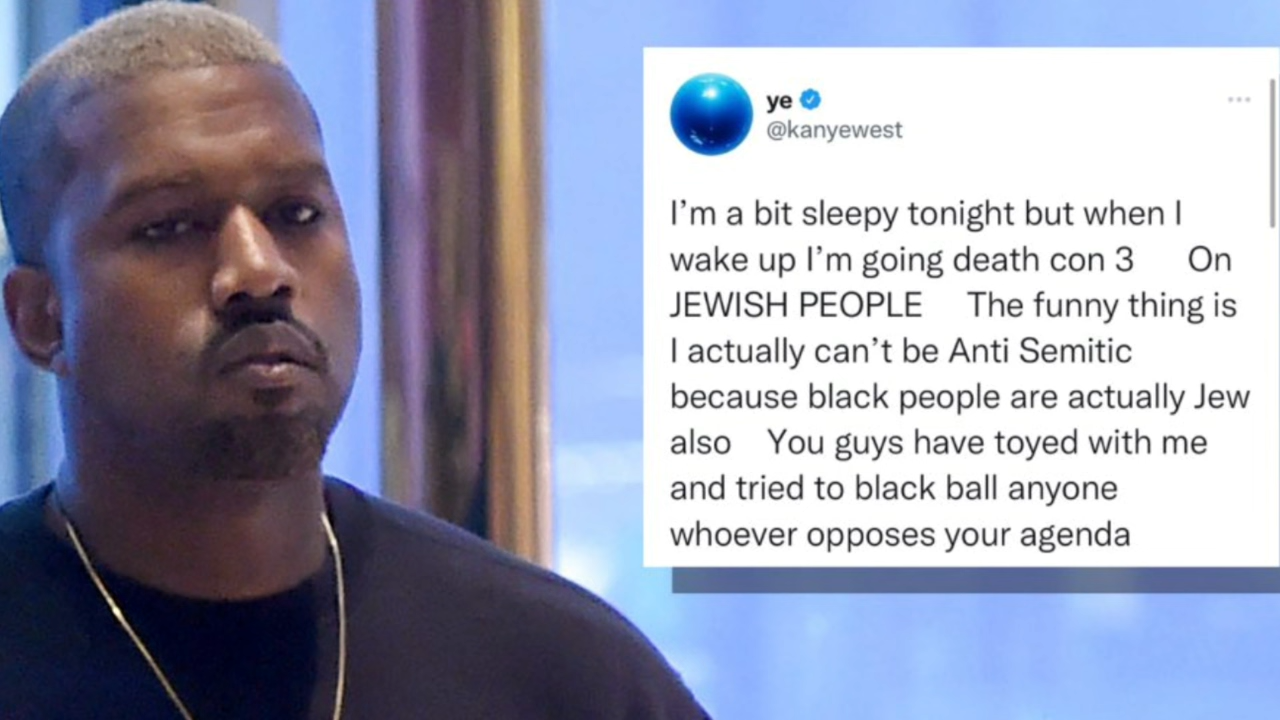 ye
@kanyewest
I'm a bit sleepy tonight but when I
wake up I'm going death con 3 On
JEWISH PEOPLE The funny thing is
I actually can't be Anti Semitic
because black people are actually Jew
also You guys have toyed with me
and tried to black ball anyone
whoever opposes your agenda